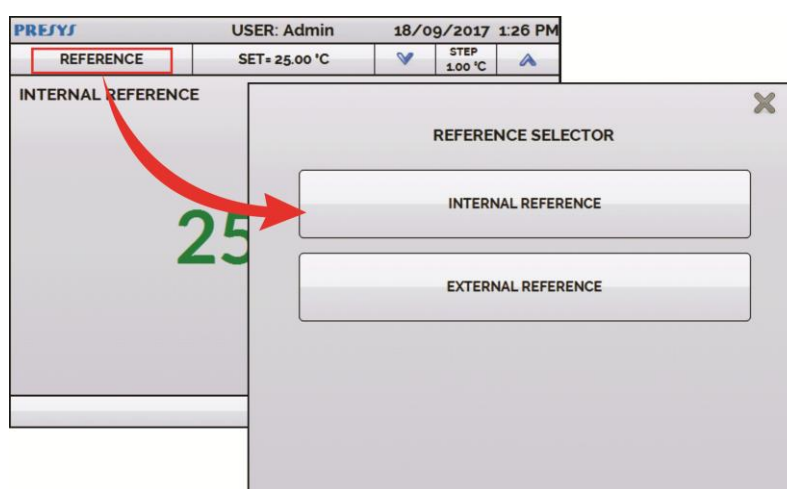 PRESYS USER: Admin 18/09/2017 1:26 PM
REFERENCE SET= 25.00 °C STEP 1.00 °C
INTERNAL REFERENCE
25
REFERENCE SELECTOR
INTERNAL REFERENCE
EXTERNAL REFERENCE